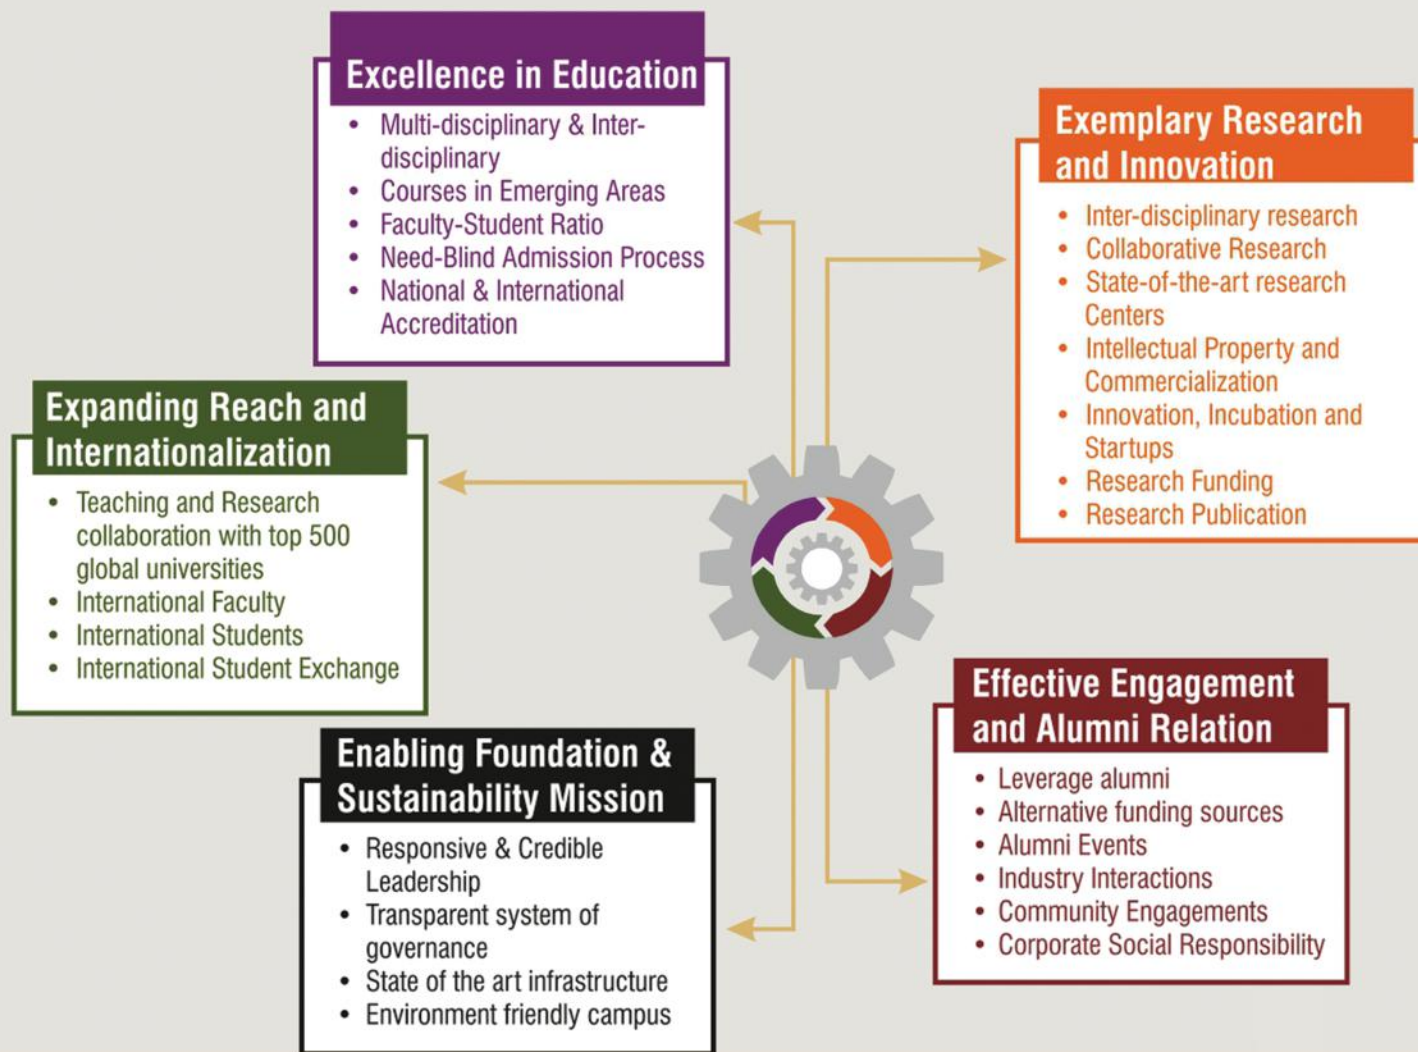 Excellence in Education
• Multi-disciplinary & Inter-
disciplinary
• Courses in Emerging Areas
• Faculty-Student Ratio
• Need-Blind Admission Process
• National & International
Accreditation
Exemplary Research
and Innovation
• Inter-disciplinary research
• Collaborative Research
• State-of-the-art research
Centers
• Intellectual Property and
Commercialization
• Innovation, Incubation and
Startups
• Research Funding
• Research Publication
Expanding Reach and
Internationalization
• Teaching and Research
collaboration with top 500
global universities
• International Faculty
• International Students
• International Student Exchange
Effective Engagement
and Alumni Relation
• Leverage alumni
• Alternative funding sources
• Alumni Events
• Industry Interactions
• Community Engagements
• Corporate Social Responsibility
Enabling Foundation &
Sustainability Mission
• Responsive & Credible
Leadership
• Transparent system of
governance
• State of the art infrastructure
• Environment friendly campus